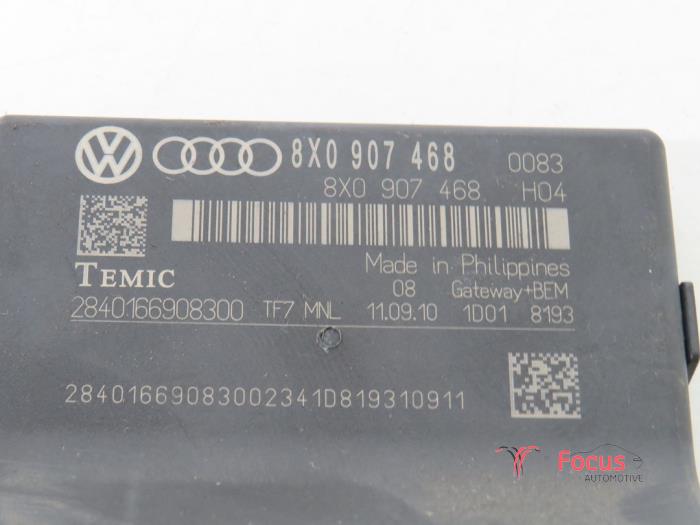 8X0 907 468 0083
8X0 907 468 H04
TEMIC
Made in Philippines
08 Gateway+BEM
2840166908300 TF7 MNL 11.09.10 1D01 8193
28401669083002341D819310911
Focus
AUTOMOTIVE